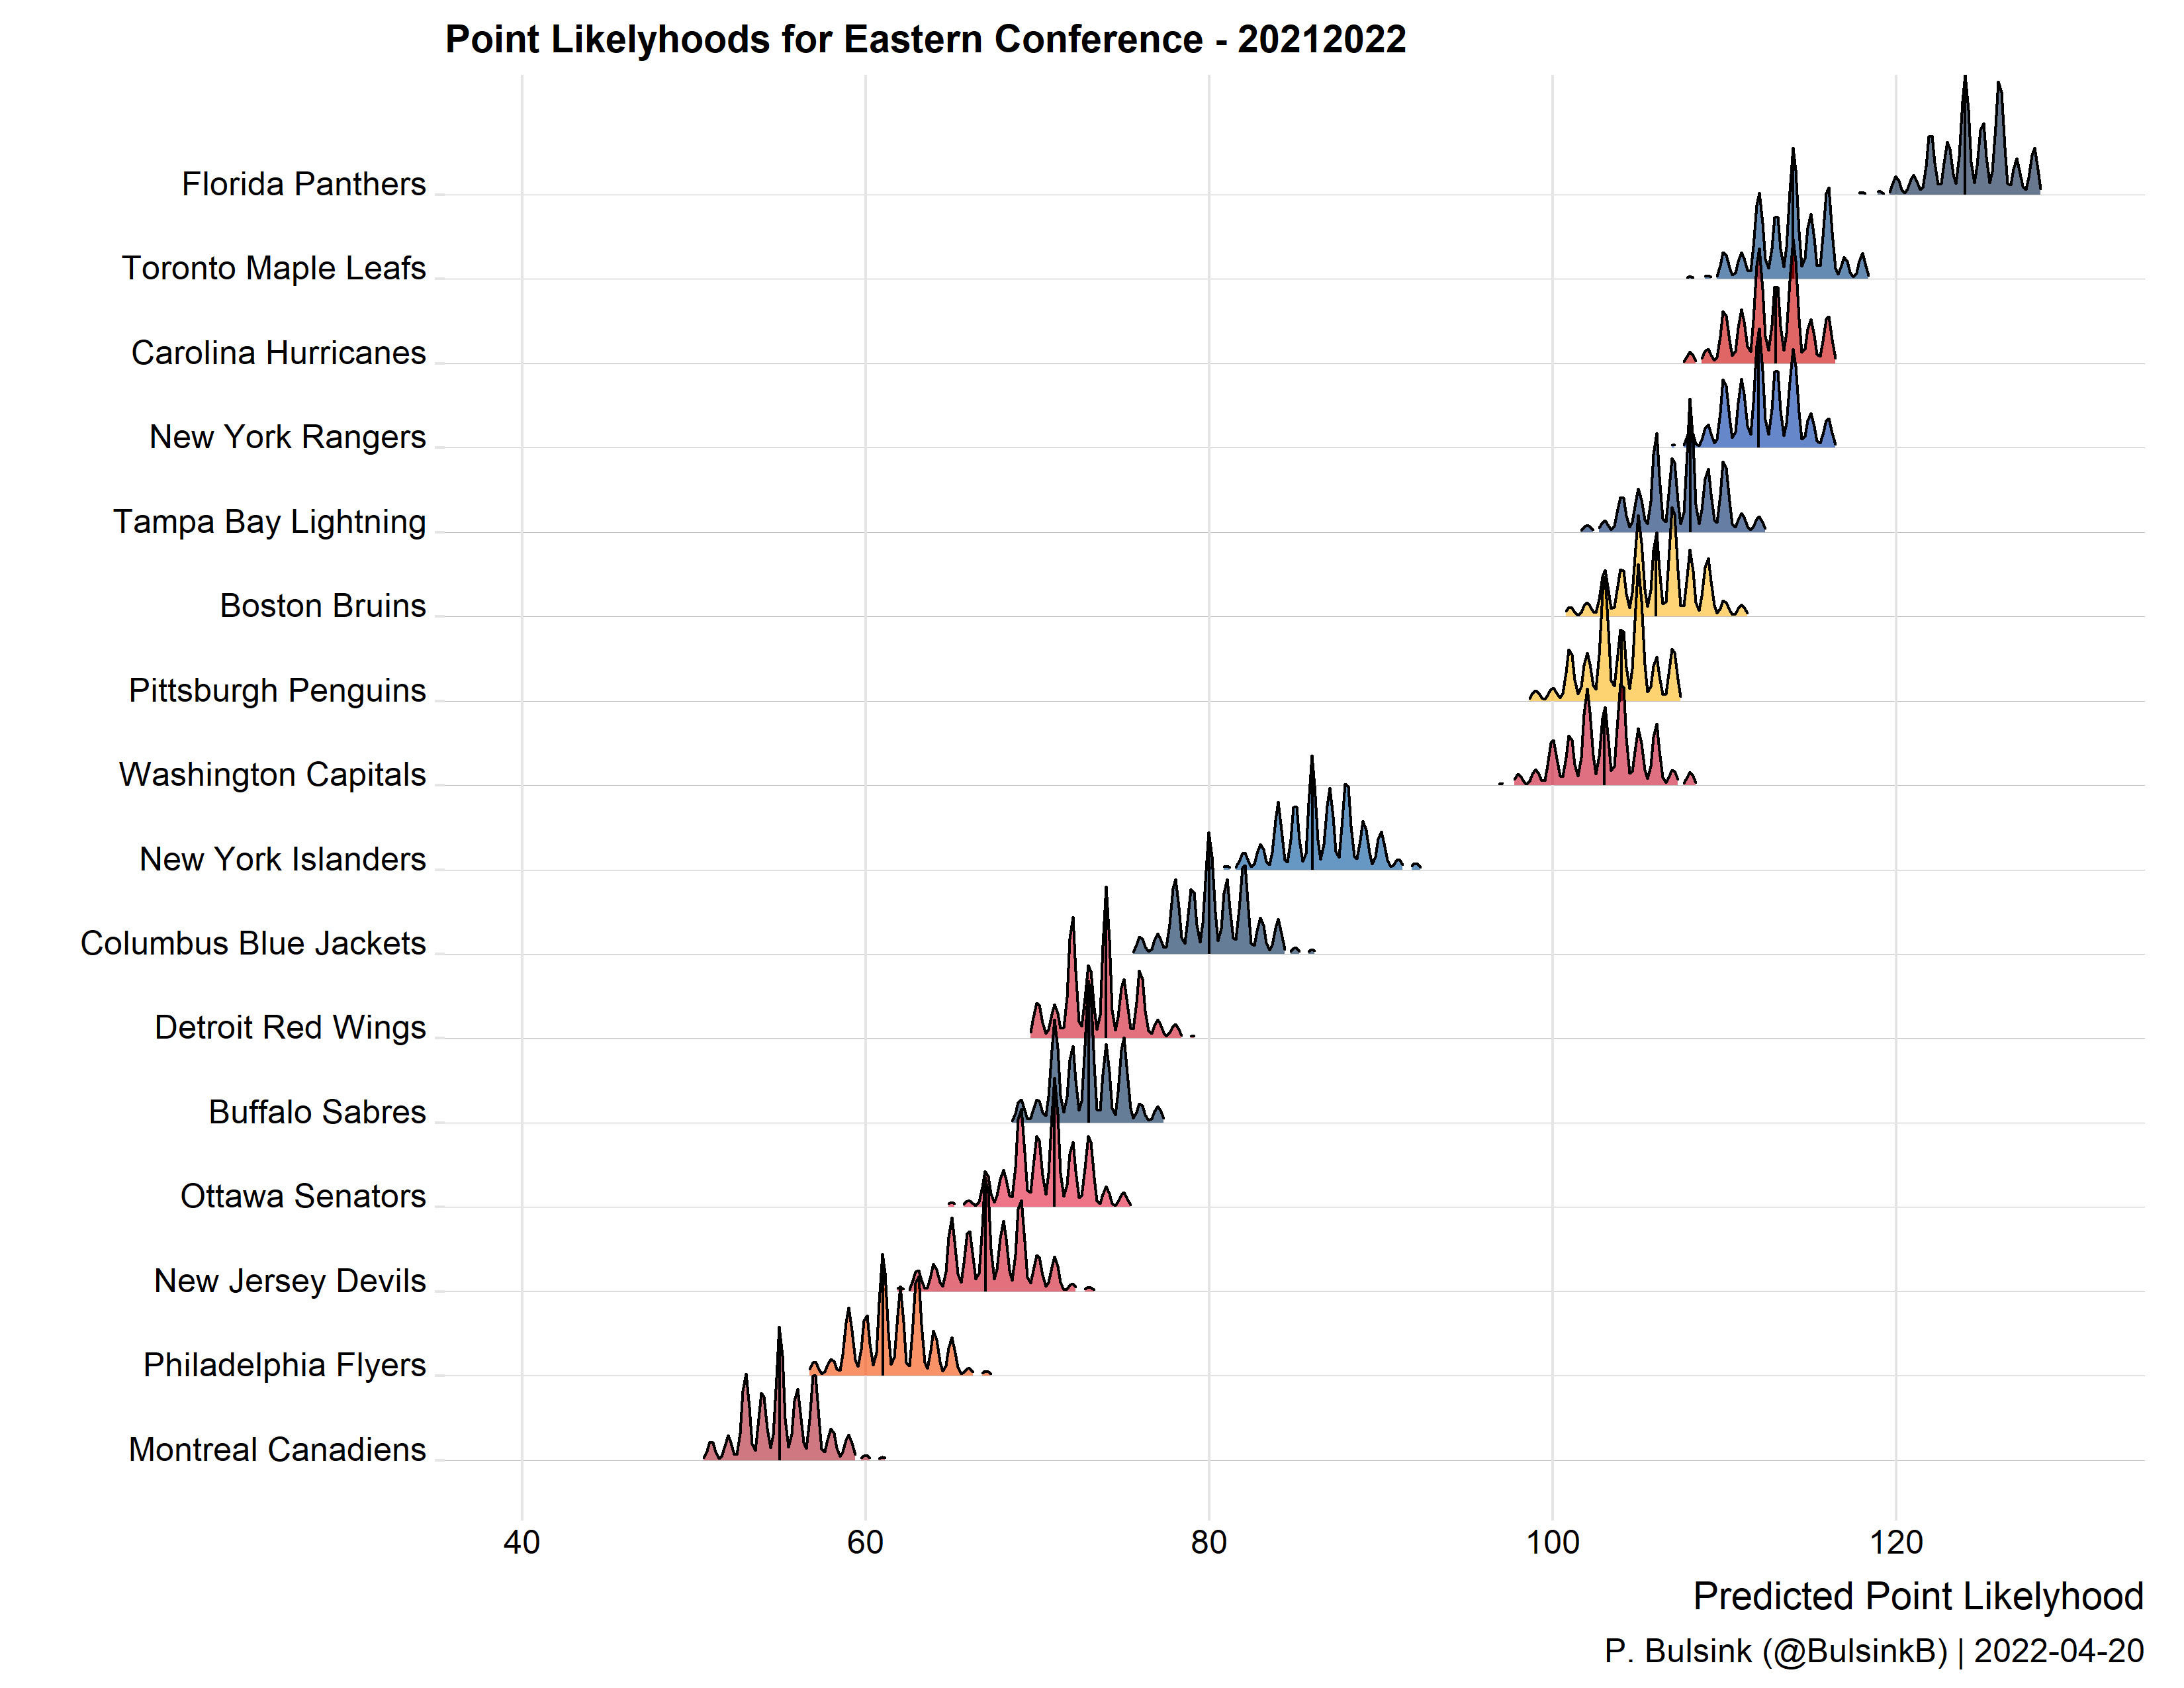 Point Likelyhoods for Eastern Conference - 20212022
Florida Panthers
Toronto Maple Leafs
Carolina Hurricanes
New York Rangers
Tampa Bay Lightning
Boston Bruins
Pittsburgh Penguins
Washington Capitals
New York Islanders
Columbus Blue Jackets
Detroit Red Wings
Buffalo Sabres
Ottawa Senators
New Jersey Devils
Philadelphia Flyers
Montreal Canadiens
40 60 80 100 120
Predicted Point Likelyhood
P. Bulsink (@BulsinkB) | 2022-04-20